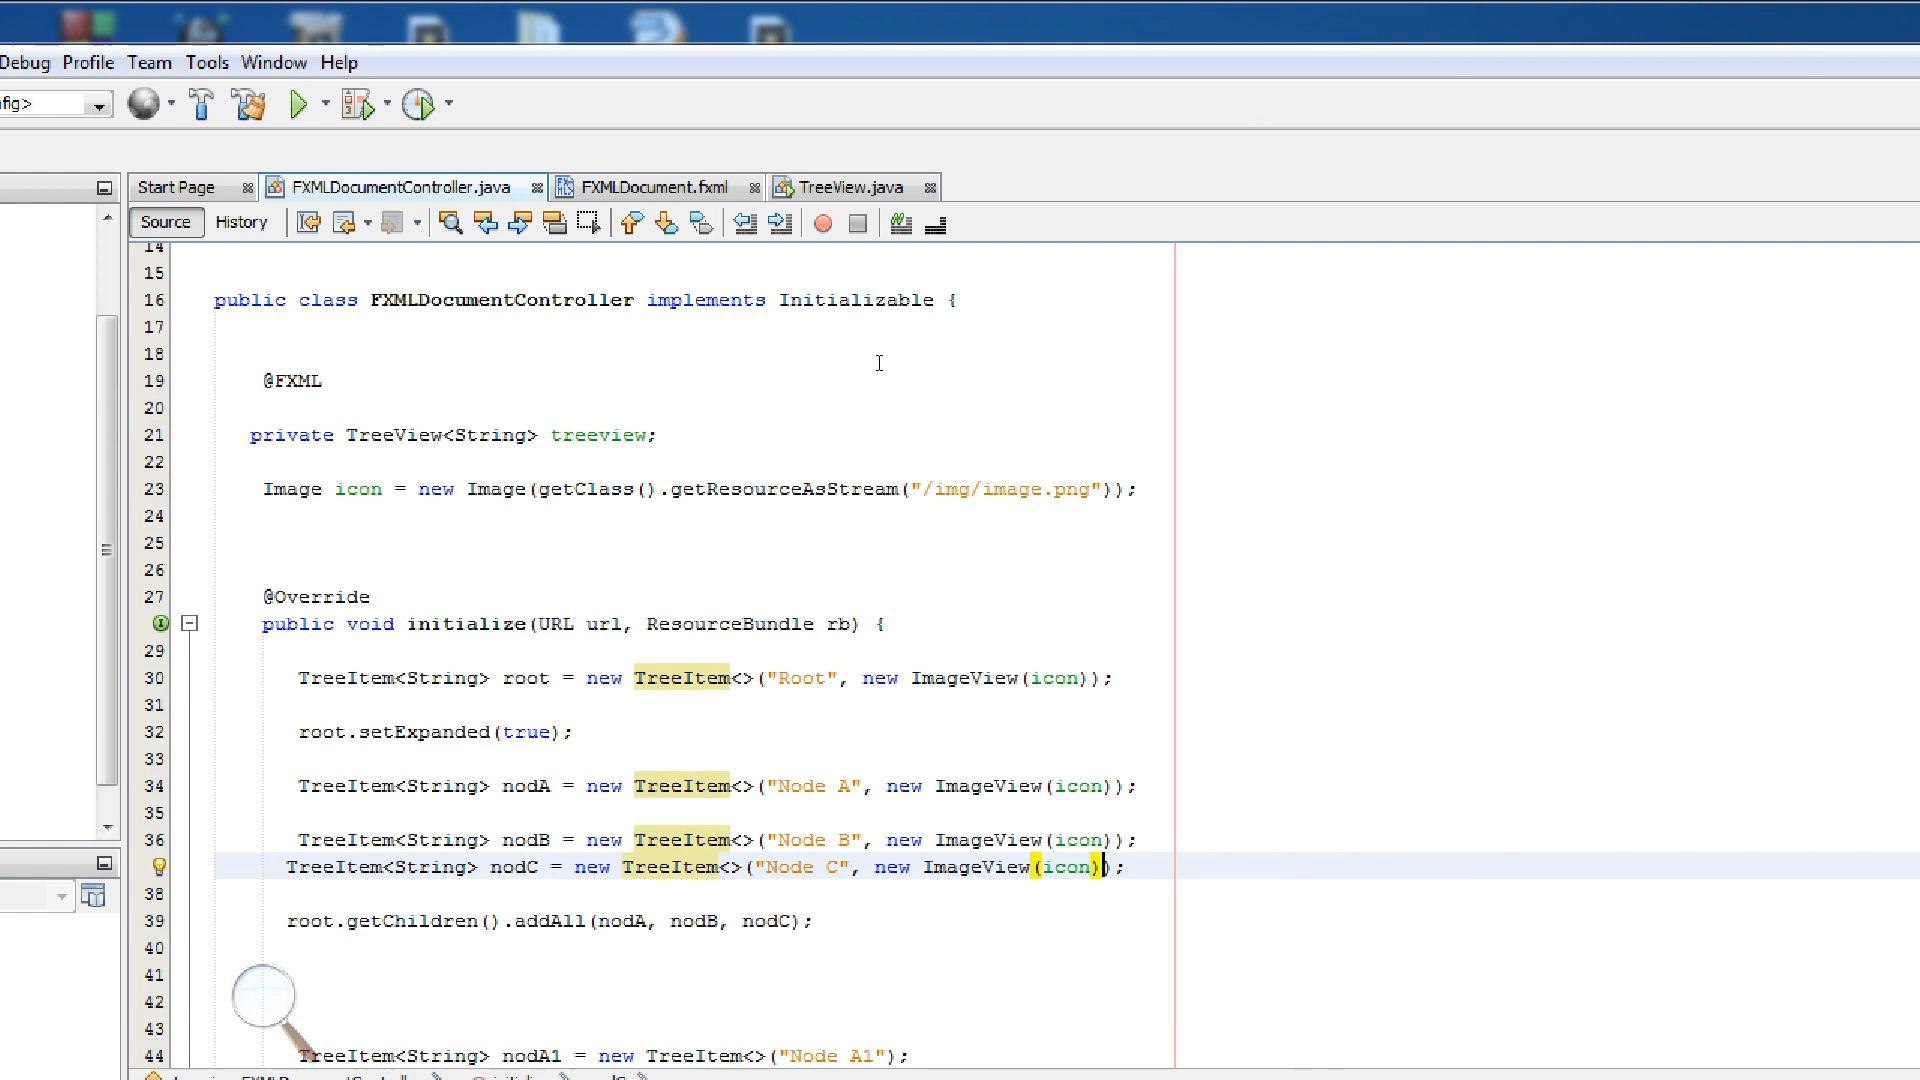 Debug Profile Team Tools Window Help
fig>
Start Page FXMLDocumentController.java FXMLDocument.fxml TreeView.java
Source History
14
15
16 public class FXMLDocumentController implements Initializable {
17
18
19 @FXML
20
21 private TreeView<String> treeview;
22
23 Image icon = new Image(getClass().getResourceAsStream("/img/image.png"));
24
25
26
27 @Override
public void initialize(URL url, ResourceBundle rb) {
29
30 TreeItem<String> root = new TreeItem<>("Root", new ImageView(icon));
31
32 root.setExpanded(true);
33
34 TreeItem<String> nodA = new TreeItem<>("Node A", new ImageView(icon));
35
36 TreeItem<String> nodB = new TreeItem<>("Node B", new ImageView(icon));
TreeItem<String> nodC = new TreeItem<>("Node C", new ImageView(icon));
38
39 root.getChildren().addAll(nodA, nodB, nodC);
40
41
42
43
44 TreeItem<String> nodA1 = new TreeItem<>("Node A1");